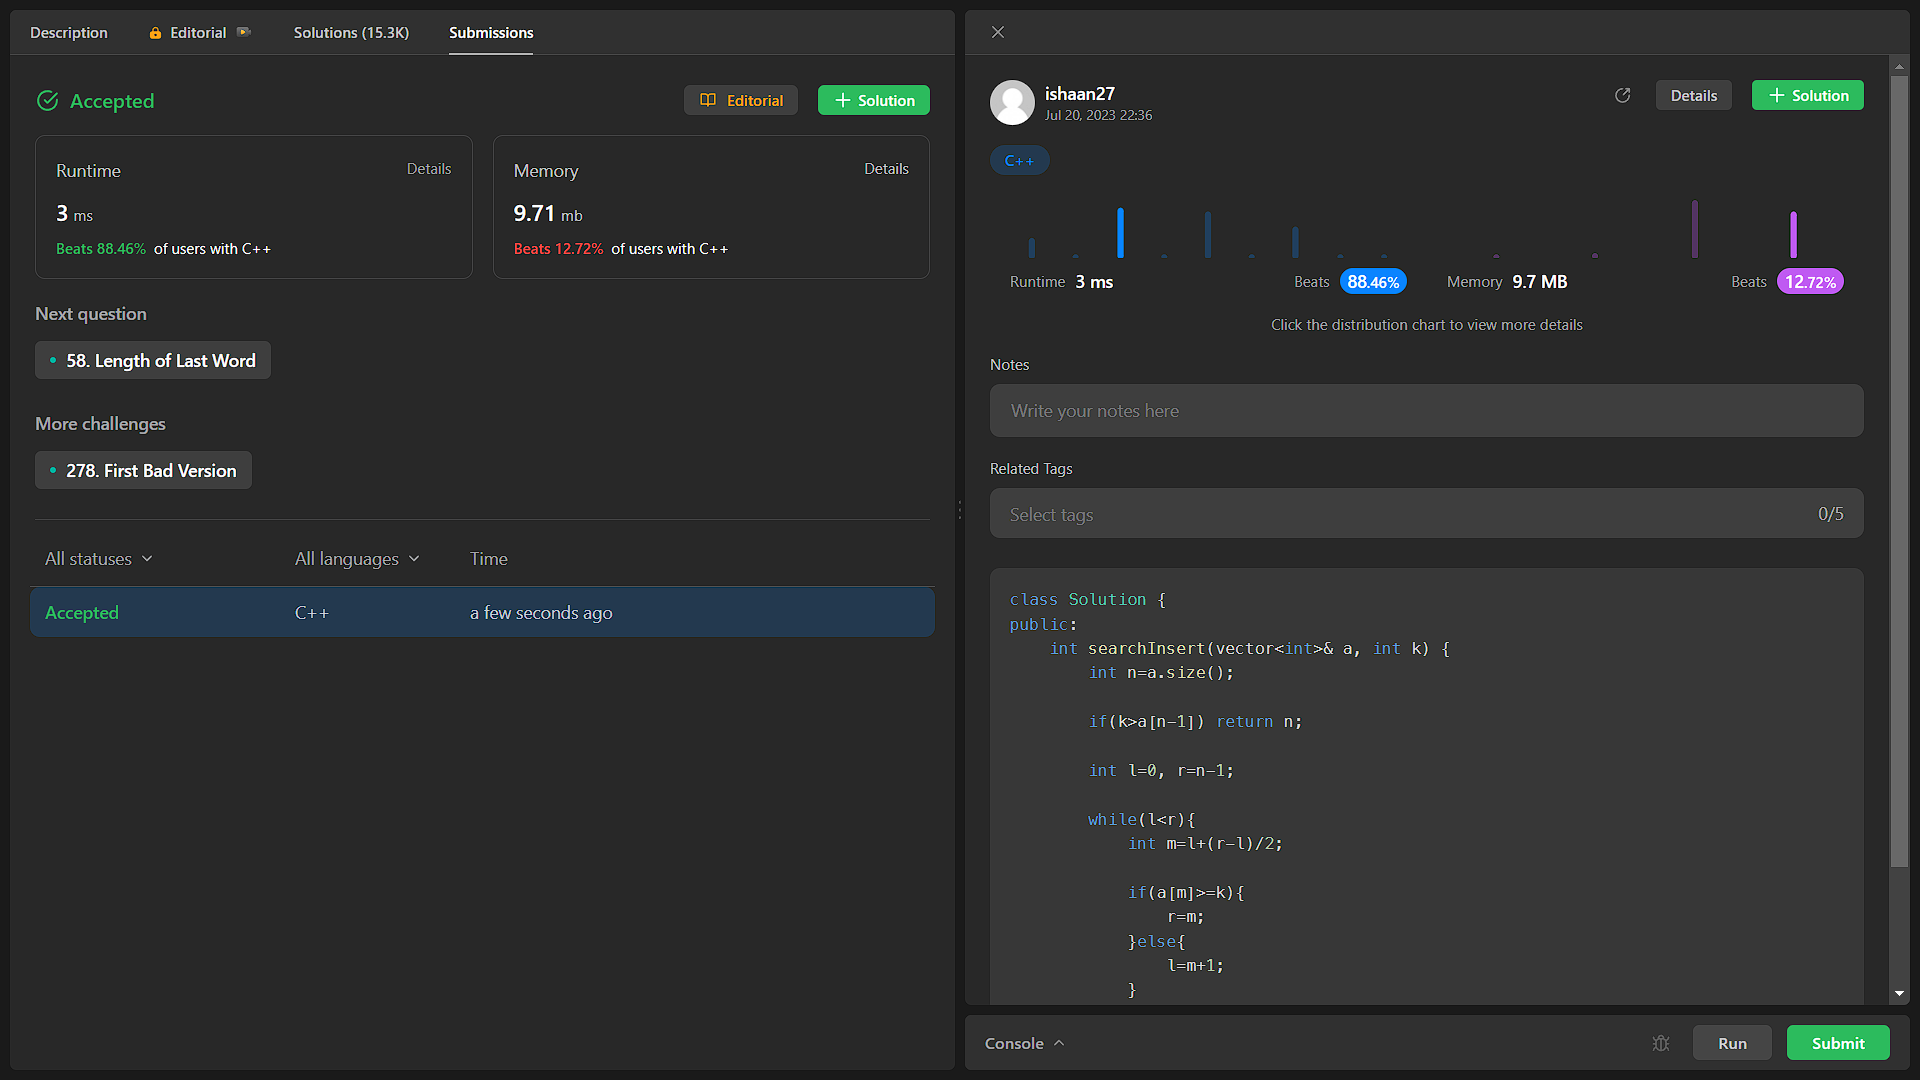 Description
Editorial
Solutions (15.3K)
Submissions
Accepted
Editorial
Solution
Runtime
Details
3 ms
Beats 88.46% of users with C++
Memory
Details
9.71 mb
Beats 12.72% of users with C++
Next question
58. Length of Last Word
More challenges
278. First Bad Version
All statuses
All languages
Time
Accepted
C++
a few seconds ago
ishaan27
Jul 20, 2023 22:36
Details
Solution
C++
Runtime 3 ms
Beats 88.46%
Memory 9.7 MB
Beats 12.72%
Click the distribution chart to view more details
Notes
Write your notes here
Related Tags
Select tags
0/5
class Solution {
public:
    int searchInsert(vector<int>& a, int k) {
        int n=a.size();
        if(k>a[n-1]) return n;
        int l=0, r=n-1;
        while(l<r){
            int m=l+(r-l)/2;
            if(a[m]>=k){
                r=m;
            }else{
                l=m+1;
            }
Console
Run
Submit